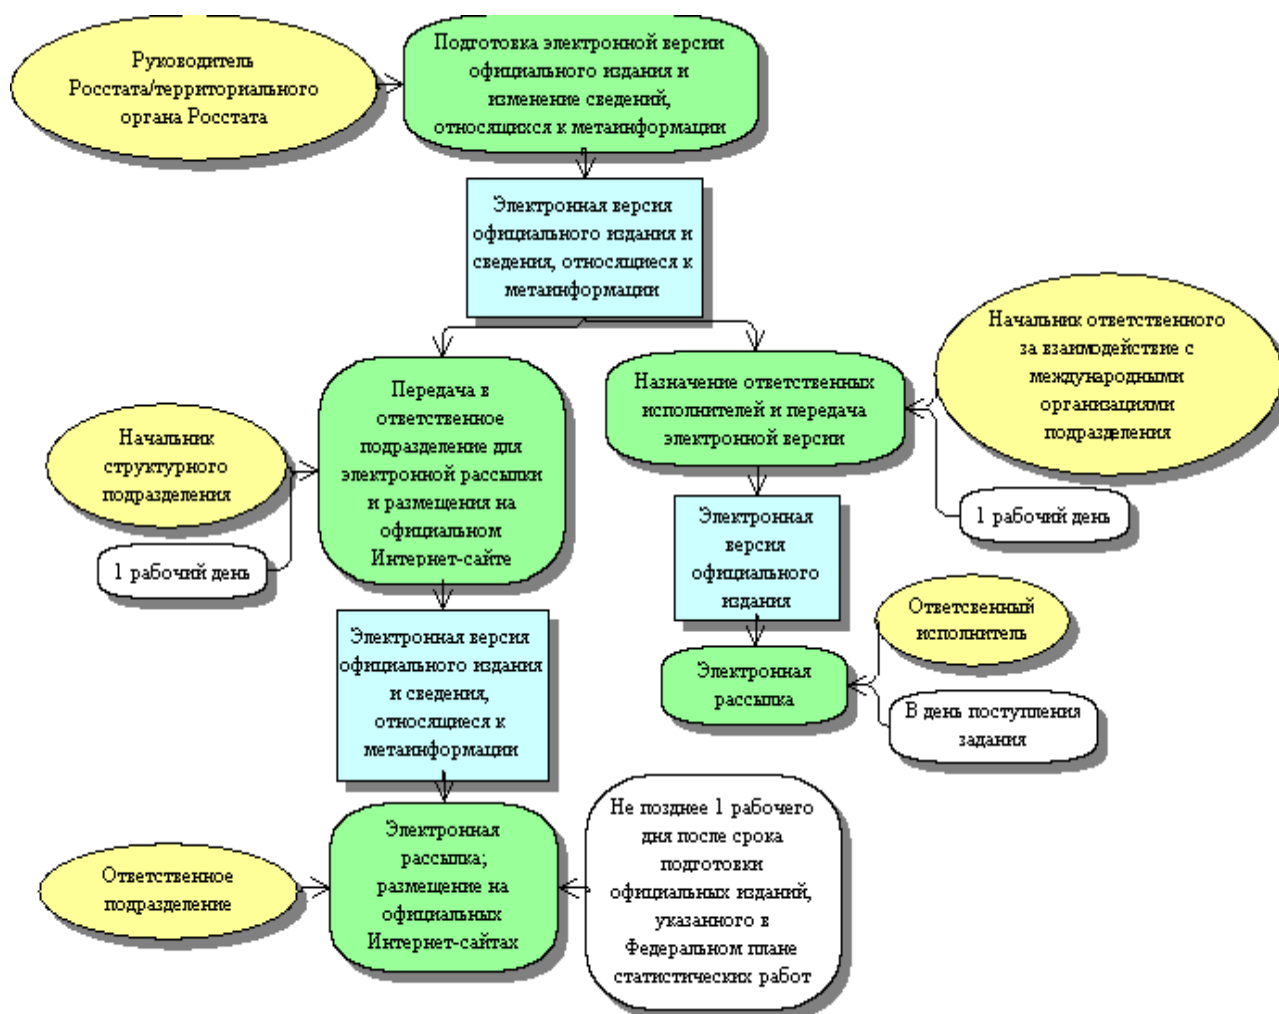 Руководитель
Росстата/территориального
органа Росстата
Подготовка электронной версии
официального издания и
изменение сведений,
относящихся к метаинформации
Электронная версия
официального издания и
сведения, относящиеся к
метаинформации
Начальник ответственного
за взаимодействие с
международными
организациями
подразделения
Передача в
ответственное
подразделение для
электронной рассылки
и размещения на
официальном
Интернет-сайте
Назначение ответственных
исполнителей и передача
электронной версии
Начальник
структурного
подразделения
1 рабочий день
1 рабочий день
Электронная
версия
официального
издания
Ответсвенный
исполнитель
Электронная версия
официального издания
и сведения,
относящиеся к
метаинформации
Электронная
рассылка
В день поступления
задания
Ответственное
подразделение
Электронная
рассылка;
размещение на
официальных
Интернет-сайтах
Не позднее 1 рабочего
дня после срока
подготовки
официальных изданий,
указанного в
Федеральном плане
статистических работ